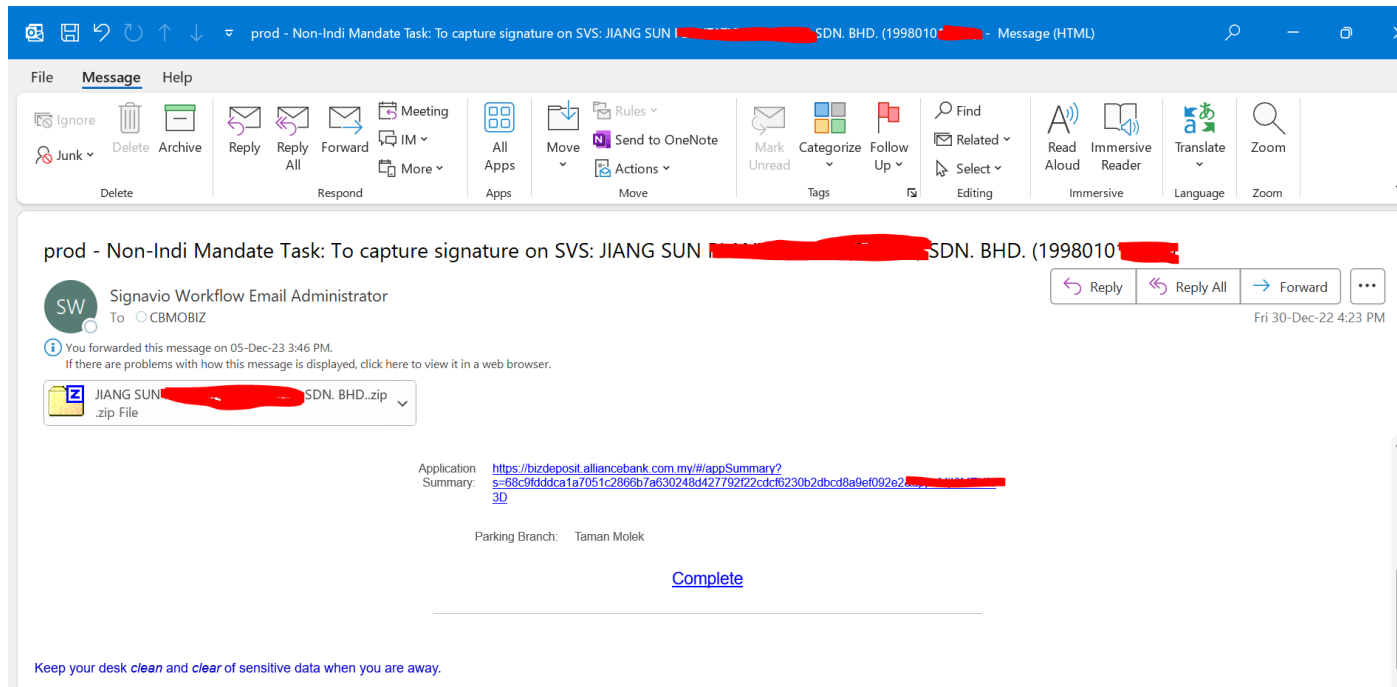 prod - Non-Indi Mandate Task: To capture signature on SVS: JIANG SUN SDN. BHD. (1998010 - Message (HTML)
File Message Help
Ignore
Junk
Delete
Archive
Reply
Reply All
Forward
Meeting
IM
More
All Apps
Move
Rules
Send to OneNote
Actions
Mark Unread
Categorize
Follow Up
Find
Related
Select
Read Aloud
Immersive Reader
Translate
Zoom
Delete Respond Apps Move Tags Editing Immersive Language Zoom
prod - Non-Indi Mandate Task: To capture signature on SVS: JIANG SUN SDN. BHD. (1998010
SW
Signavio Workflow Email Administrator
To CBMOBIZ
Reply Reply All Forward
Fri 30-Dec-22 4:23 PM
You forwarded this message on 05-Dec-23 3:46 PM.
If there are problems with how this message is displayed, click here to view it in a web browser.
JIANG SUN SDN. BHD..zip
.zip File
Application Summary:
https://bizdeposit.alliancebank.com.my/#/appSummary?
s=68c9fdddca1a7051c2866b7a630248d427792f22cdcf6230b2dbcd8a9ef092e2
3D
Parking Branch: Taman Molek
Complete
Keep your desk clean and clear of sensitive data when you are away.